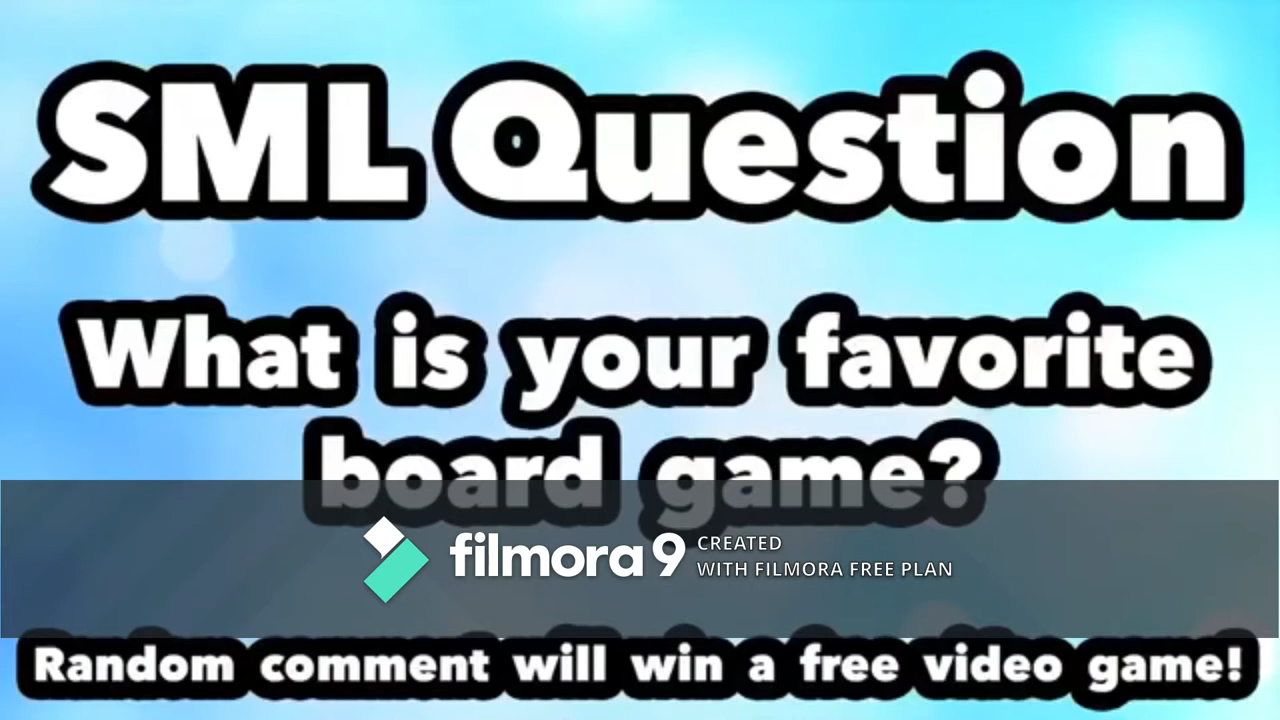 SML Question
What is your favorite
board game?
filmora9 CREATED
WITH FILMORA FREE PLAN
Random comment will win a free video game!